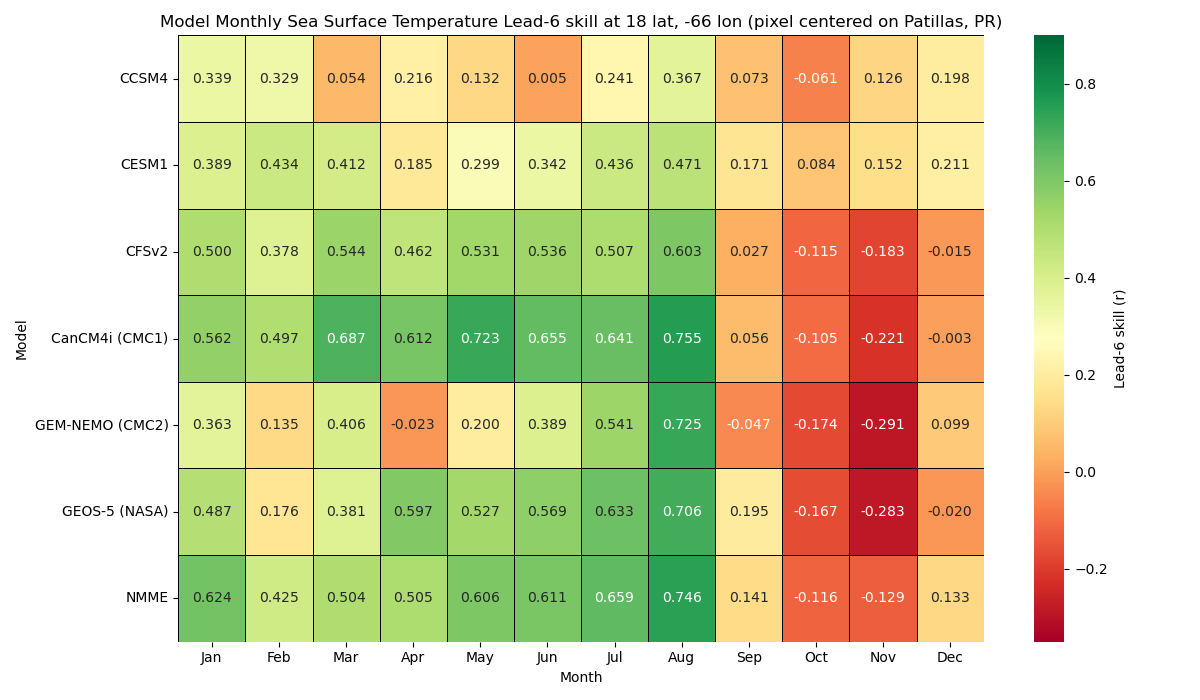 Model Monthly Sea Surface Temperature Lead-6 skill at 18 lat, -66 lon (pixel centered on Patillas, PR)
CCSM4 0.339 0.329 0.054 0.216 0.132 0.005 0.241 0.367 0.073 -0.061 0.126 0.198
CESM1 0.389 0.434 0.412 0.185 0.299 0.342 0.436 0.471 0.171 0.084 0.152 0.211
CFSv2 0.500 0.378 0.544 0.462 0.531 0.536 0.507 0.603 0.027 -0.115 -0.183 -0.015
CanCM4i (CMC1) 0.562 0.497 0.687 0.612 0.723 0.655 0.641 0.755 0.056 -0.105 -0.221 -0.003
GEM-NEMO (CMC2) 0.363 0.135 0.406 -0.023 0.200 0.389 0.541 0.725 -0.047 -0.174 -0.291 0.099
GEOS-5 (NASA) 0.487 0.176 0.381 0.597 0.527 0.569 0.633 0.706 0.195 -0.167 -0.283 -0.020
NMME 0.624 0.425 0.504 0.505 0.606 0.611 0.659 0.746 0.141 -0.116 -0.129 0.133
Jan Feb Mar Apr May Jun Jul Aug Sep Oct Nov Dec
Month
Model
0.8
0.6
0.4
0.2
0.0
−0.2
Lead-6 skill (r)